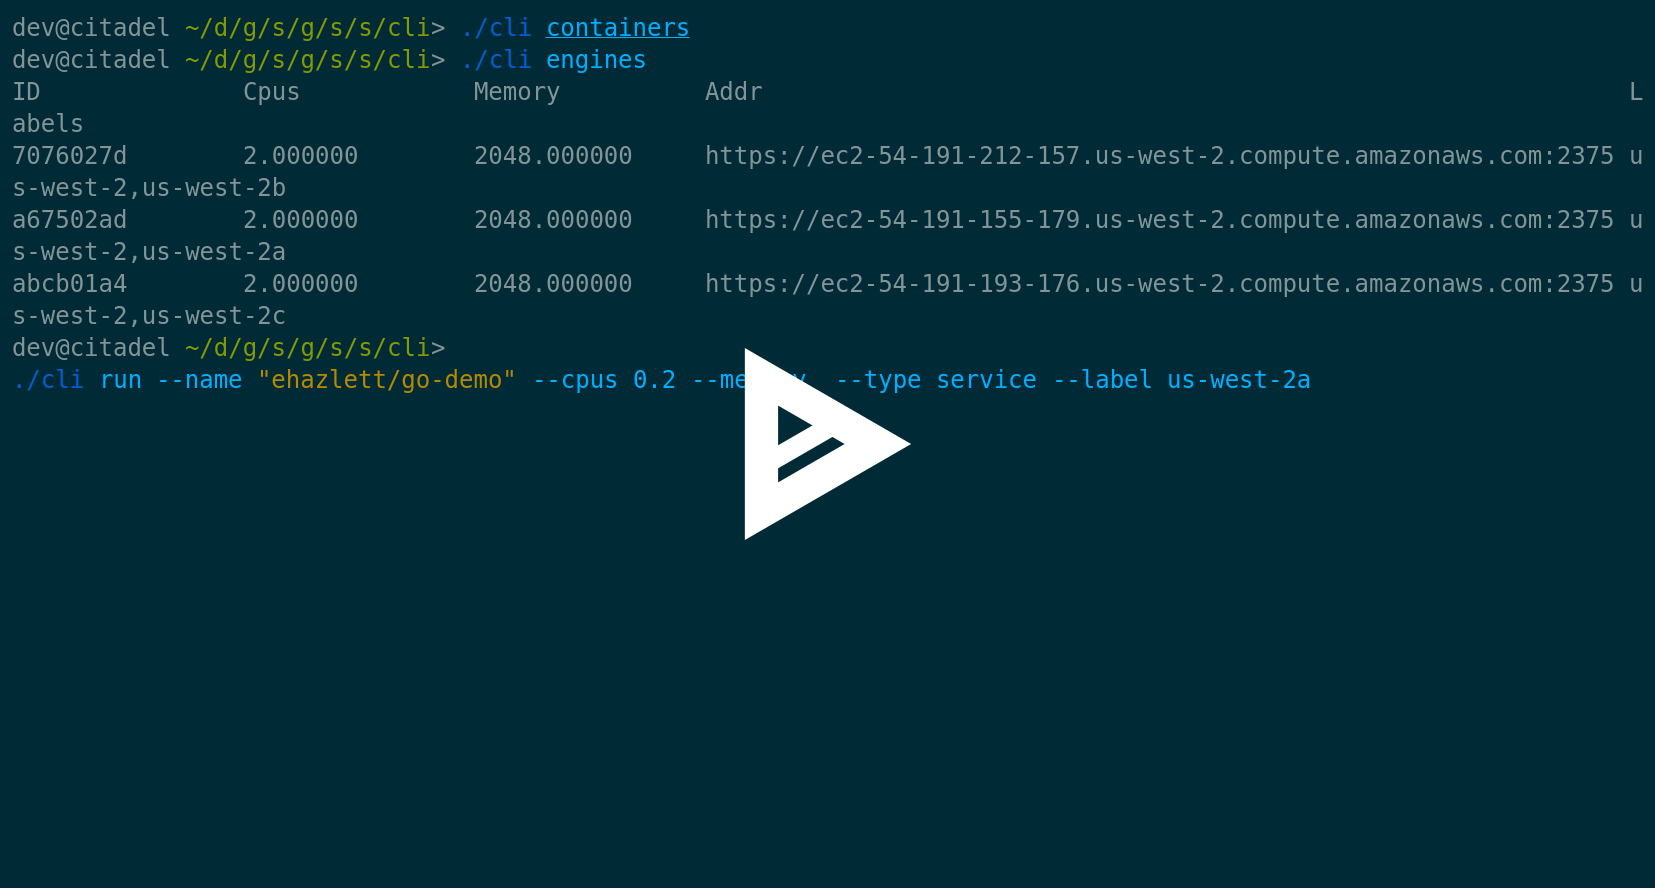 dev@citadel ~/d/g/s/g/s/s/cli> ./cli containers
dev@citadel ~/d/g/s/g/s/s/cli> ./cli engines
ID Cpus Memory Addr L
abels
7076027d 2.000000 2048.000000 https://ec2-54-191-212-157.us-west-2.compute.amazonaws.com:2375 u
s-west-2,us-west-2b
a67502ad 2.000000 2048.000000 https://ec2-54-191-155-179.us-west-2.compute.amazonaws.com:2375 u
s-west-2,us-west-2a
abcb01a4 2.000000 2048.000000 https://ec2-54-191-193-176.us-west-2.compute.amazonaws.com:2375 u
s-west-2,us-west-2c
dev@citadel ~/d/g/s/g/s/s/cli>
./cli run --name "ehazlett/go-demo" --cpus 0.2 --type service --label us-west-2a